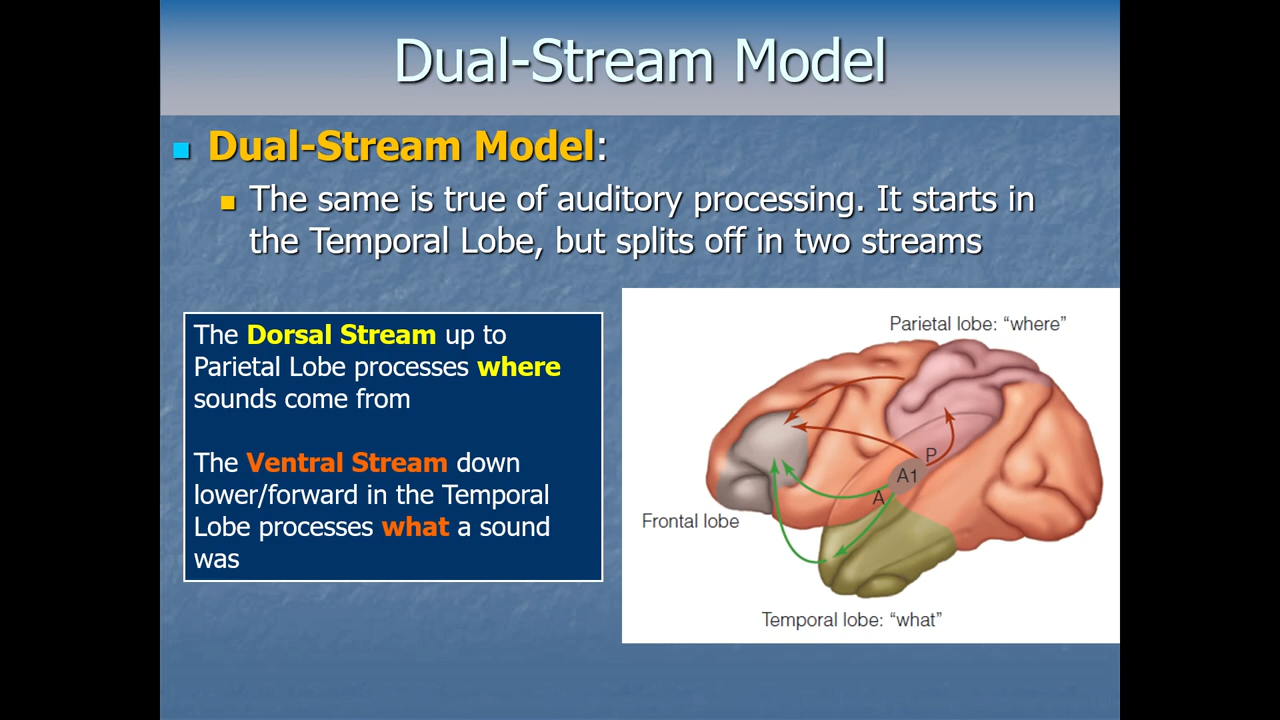 Dual-Stream Model
Dual-Stream Model:
The same is true of auditory processing. It starts in
the Temporal Lobe, but splits off in two streams
The Dorsal Stream up to
Parietal Lobe processes where
sounds come from
The Ventral Stream down
lower/forward in the Temporal
Lobe processes what a sound
was
Parietal lobe: “where”
P
A1
A
Frontal lobe
Temporal lobe: “what”